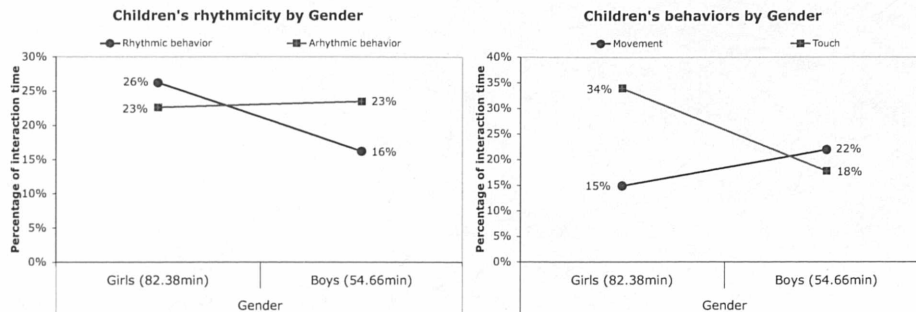 Children's rhythmicity by Gender
Rhythmic behavior
Arhythmic behavior
Percentage of interaction time
30%
25%
20%
15%
10%
5%
0%
26%
23%
23%
16%
Girls (82.38min)
Boys (54.66min)
Gender
Children's behaviors by Gender
Movement
Touch
Percentage of interaction time
40%
35%
30%
25%
20%
15%
10%
5%
0%
34%
22%
18%
15%
Girls (82.38min)
Boys (54.66min)
Gender